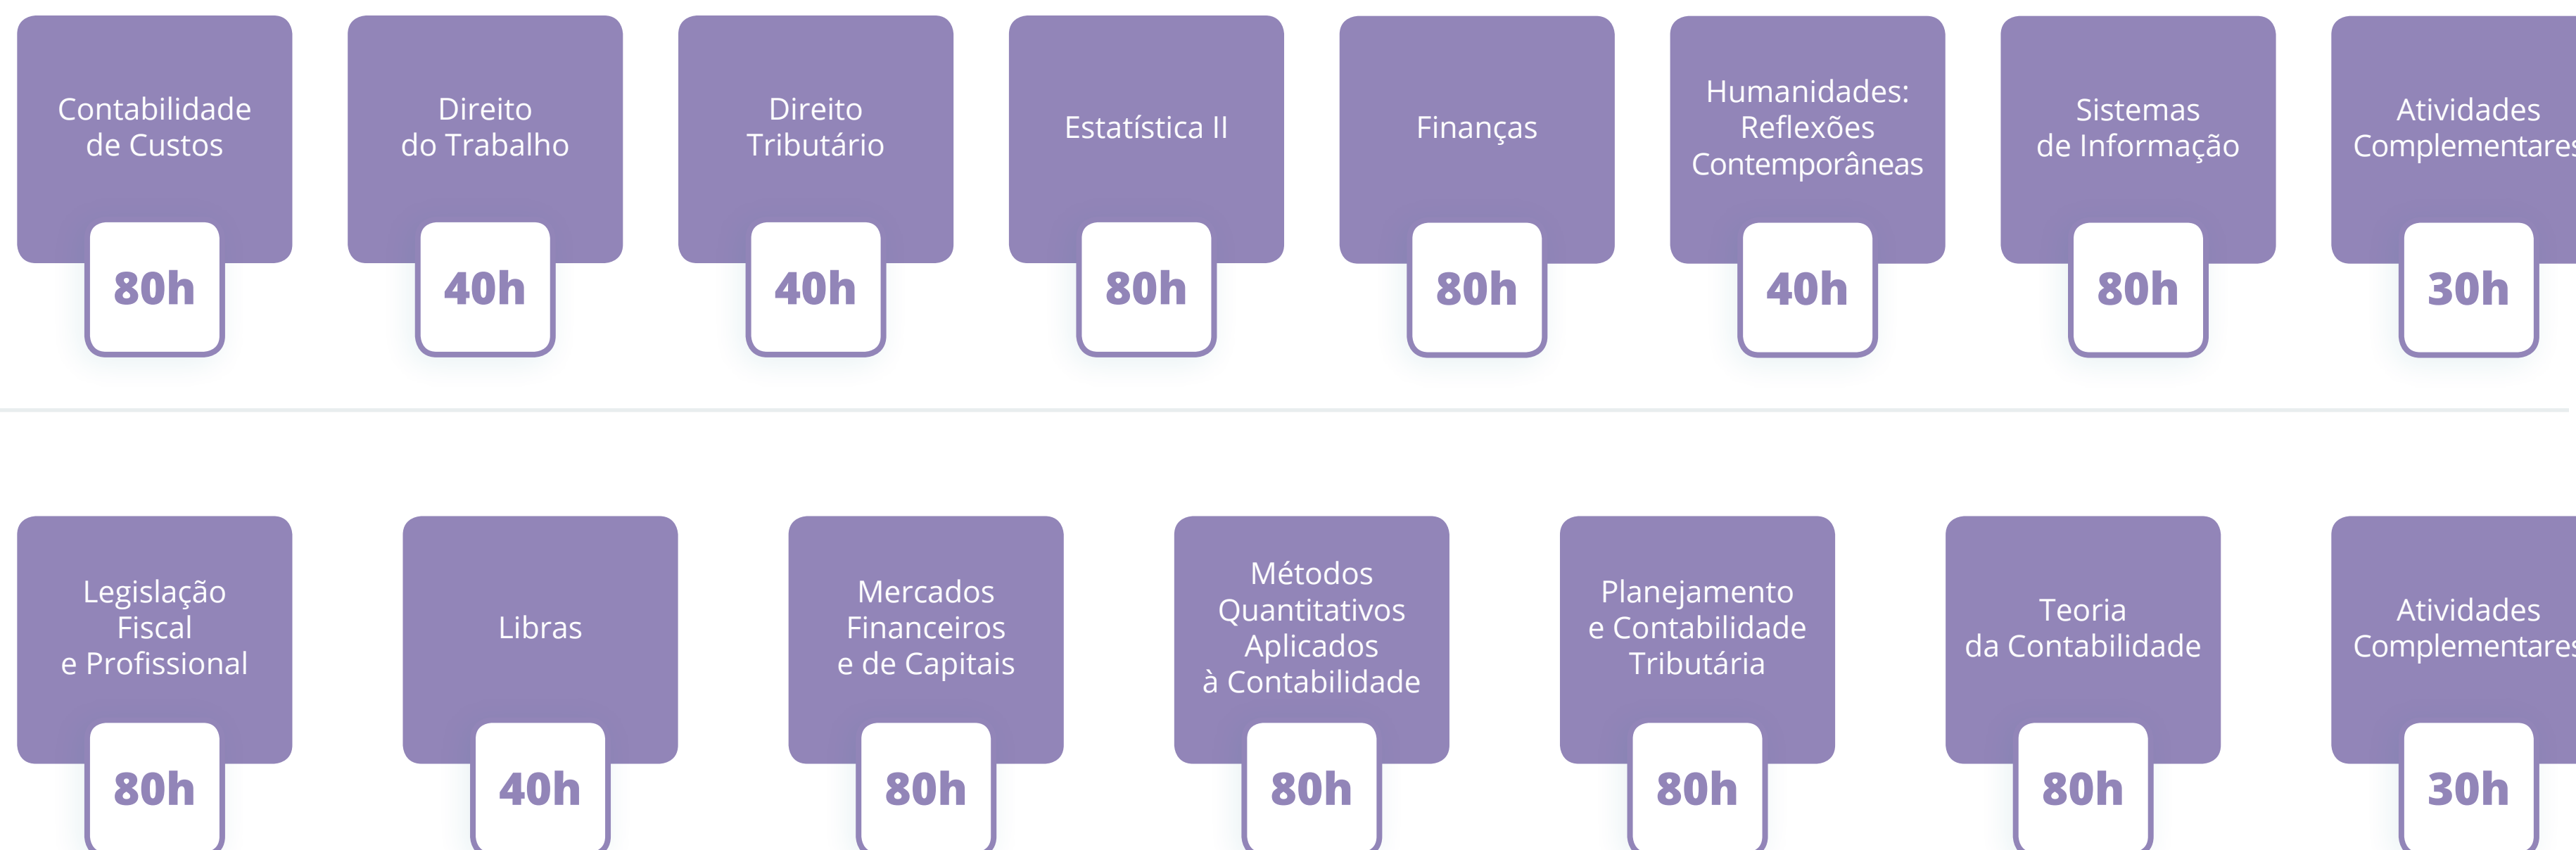 Contabilidade
de Custos
80h
Direito
do Trabalho
40h
Direito
Tributário
40h
Estatística II
80h
Finanças
80h
Humanidades:
Reflexões
Contemporâneas
40h
Sistemas
de Informação
80h
Atividades
Complementares
30h
Legislação
Fiscal
e Profissional
80h
Libras
40h
Mercados
Financeiros
e de Capitais
80h
Métodos
Quantitativos
Aplicados
à Contabilidade
80h
Planejamento
e Contabilidade
Tributária
80h
Teoria
da Contabilidade
80h
Atividades
Complementares
30h